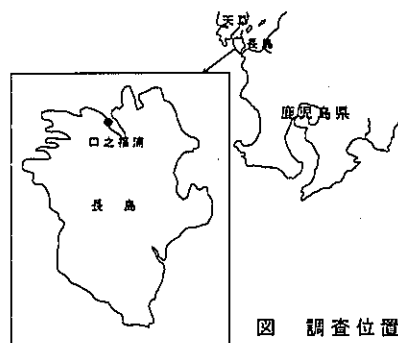 天草
長島
鹿児島県
口之福浦
長島
図 調査位置